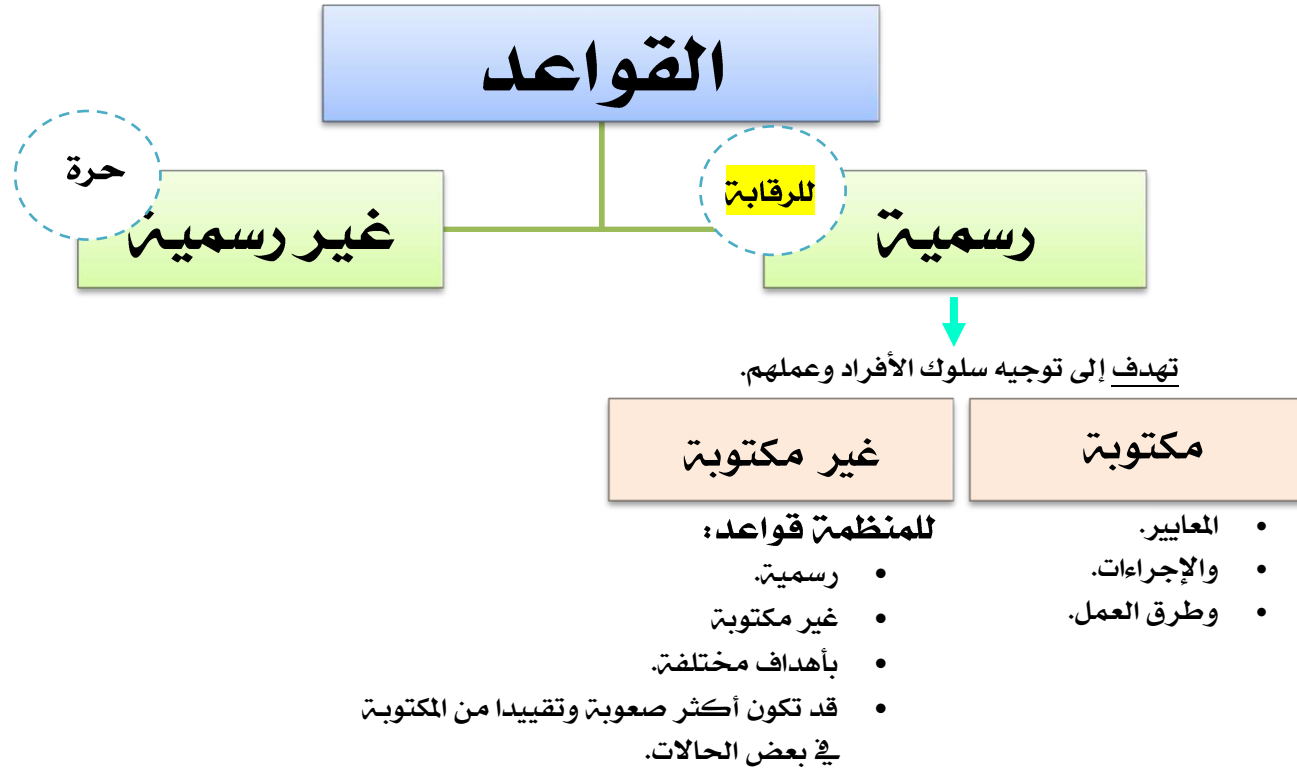 القواعد
للرقابة
رسمية
حرة
غير رسمية
تهدف إلى توجيه سلوك الأفراد وعملهم.
مكتوبة
• المعايير.
• والإجراءات.
• وطرق العمل.
غير مكتوبة
للمنظمة قواعد:
• رسمية.
• غير مكتوبة
• بأهداف مختلفة.
• قد تكون أكثر صعوبة وتقييدا من المكتوبة
في بعض الحالات.